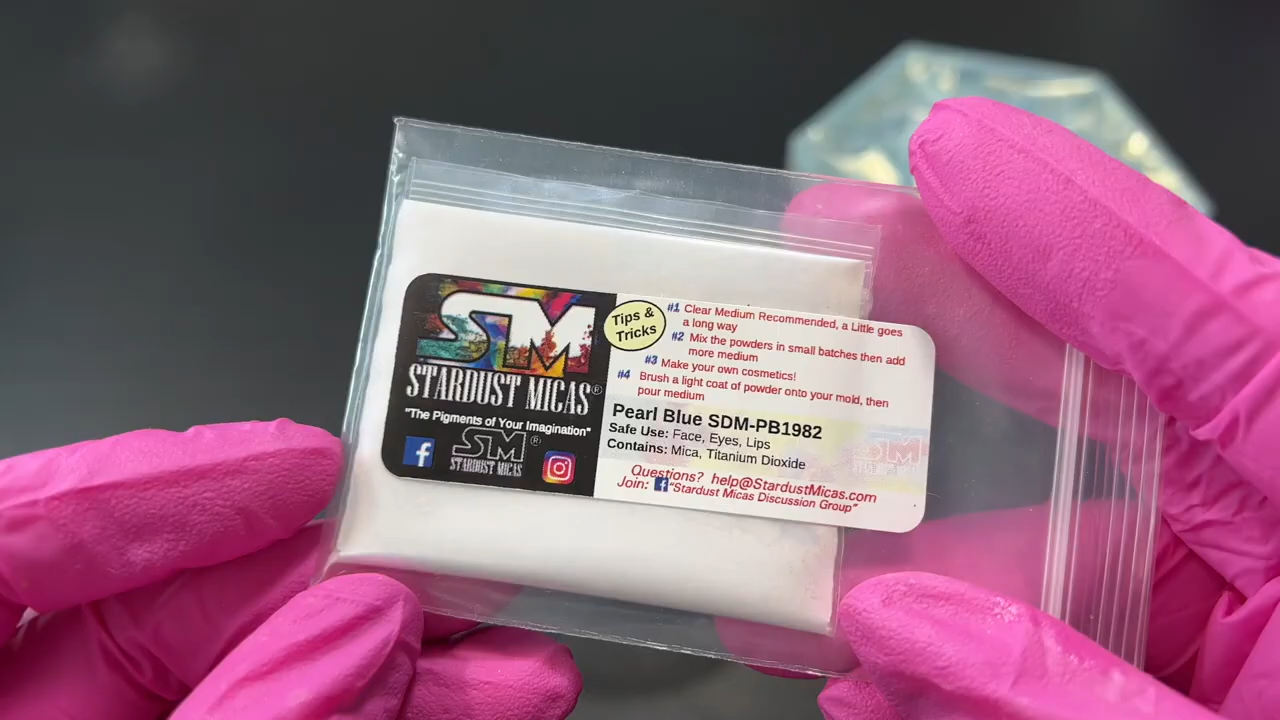 SM
STARDUST MICAS®
"The Pigments of Your Imagination"
f
SM ®
STARDUST MICAS
Tips &
Tricks
#1 Clear Medium Recommended, a Little goes
a long way
#2 Mix the powders in small batches then add
more medium
#3 Make your own cosmetics!
#4 Brush a light coat of powder onto your mold, then
pour medium
Pearl Blue SDM-PB1982
Safe Use: Face, Eyes, Lips
Contains: Mica, Titanium Dioxide
SM
Questions? help@StardustMicas.com
Join: f "Stardust Micas Discussion Group"